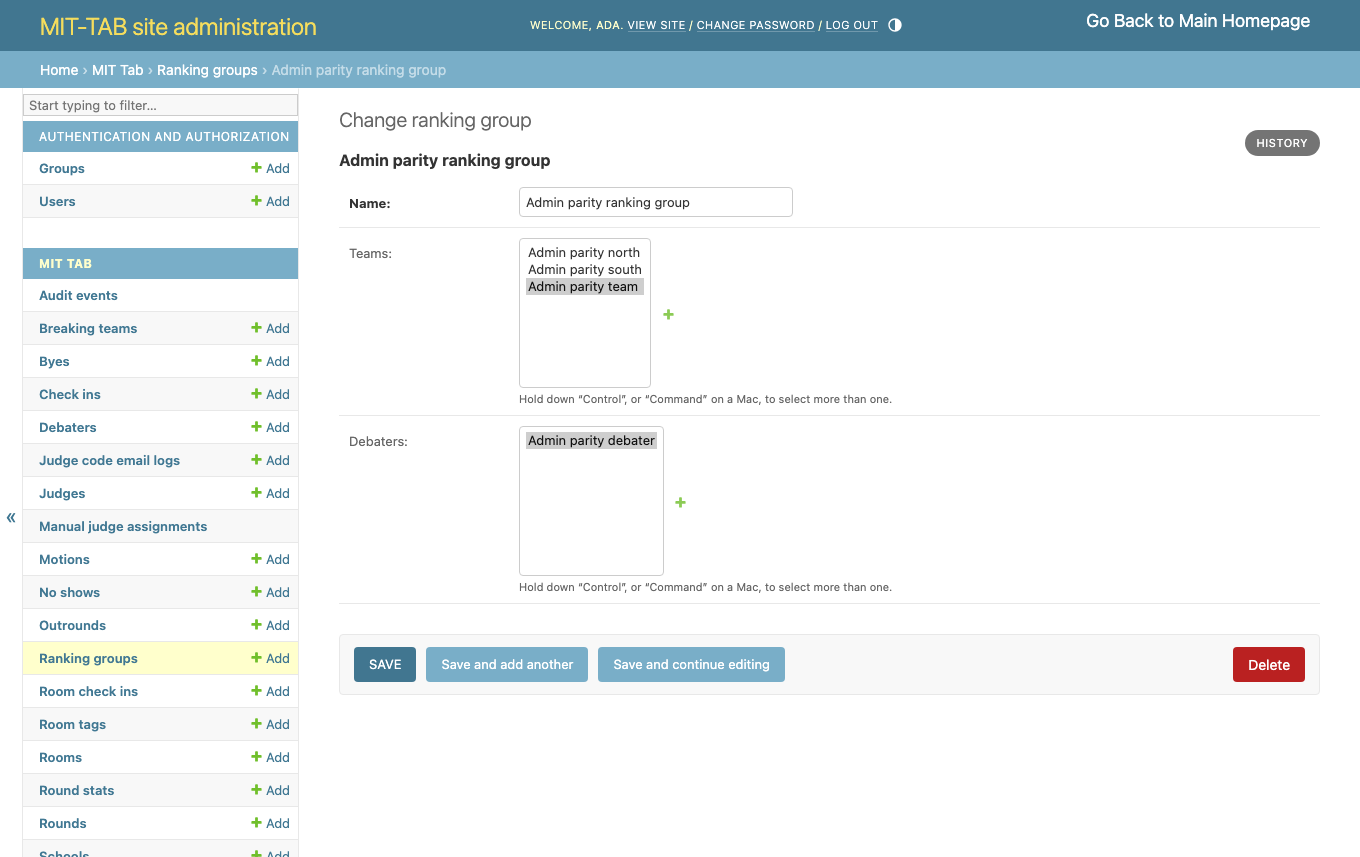 MIT-TAB site administration
WELCOME, ADA. VIEW SITE / CHANGE PASSWORD / LOG OUT
Go Back to Main Homepage
Home › MIT Tab › Ranking groups › Admin parity ranking group
Start typing to filter...
AUTHENTICATION AND AUTHORIZATION
Groups + Add
Users + Add
MIT TAB
Audit events
Breaking teams + Add
Byes + Add
Check ins + Add
Debaters + Add
Judge code email logs + Add
Judges + Add
Manual judge assignments
Motions + Add
No shows + Add
Outrounds + Add
Ranking groups + Add
Room check ins + Add
Room tags + Add
Rooms + Add
Round stats + Add
Rounds + Add
Schools + Add
«
Change ranking group
HISTORY
Admin parity ranking group
Name: Admin parity ranking group
Teams:
Admin parity north
Admin parity south
Admin parity team
+
Hold down “Control”, or “Command” on a Mac, to select more than one.
Debaters:
Admin parity debater
+
Hold down “Control”, or “Command” on a Mac, to select more than one.
SAVE Save and add another Save and continue editing Delete